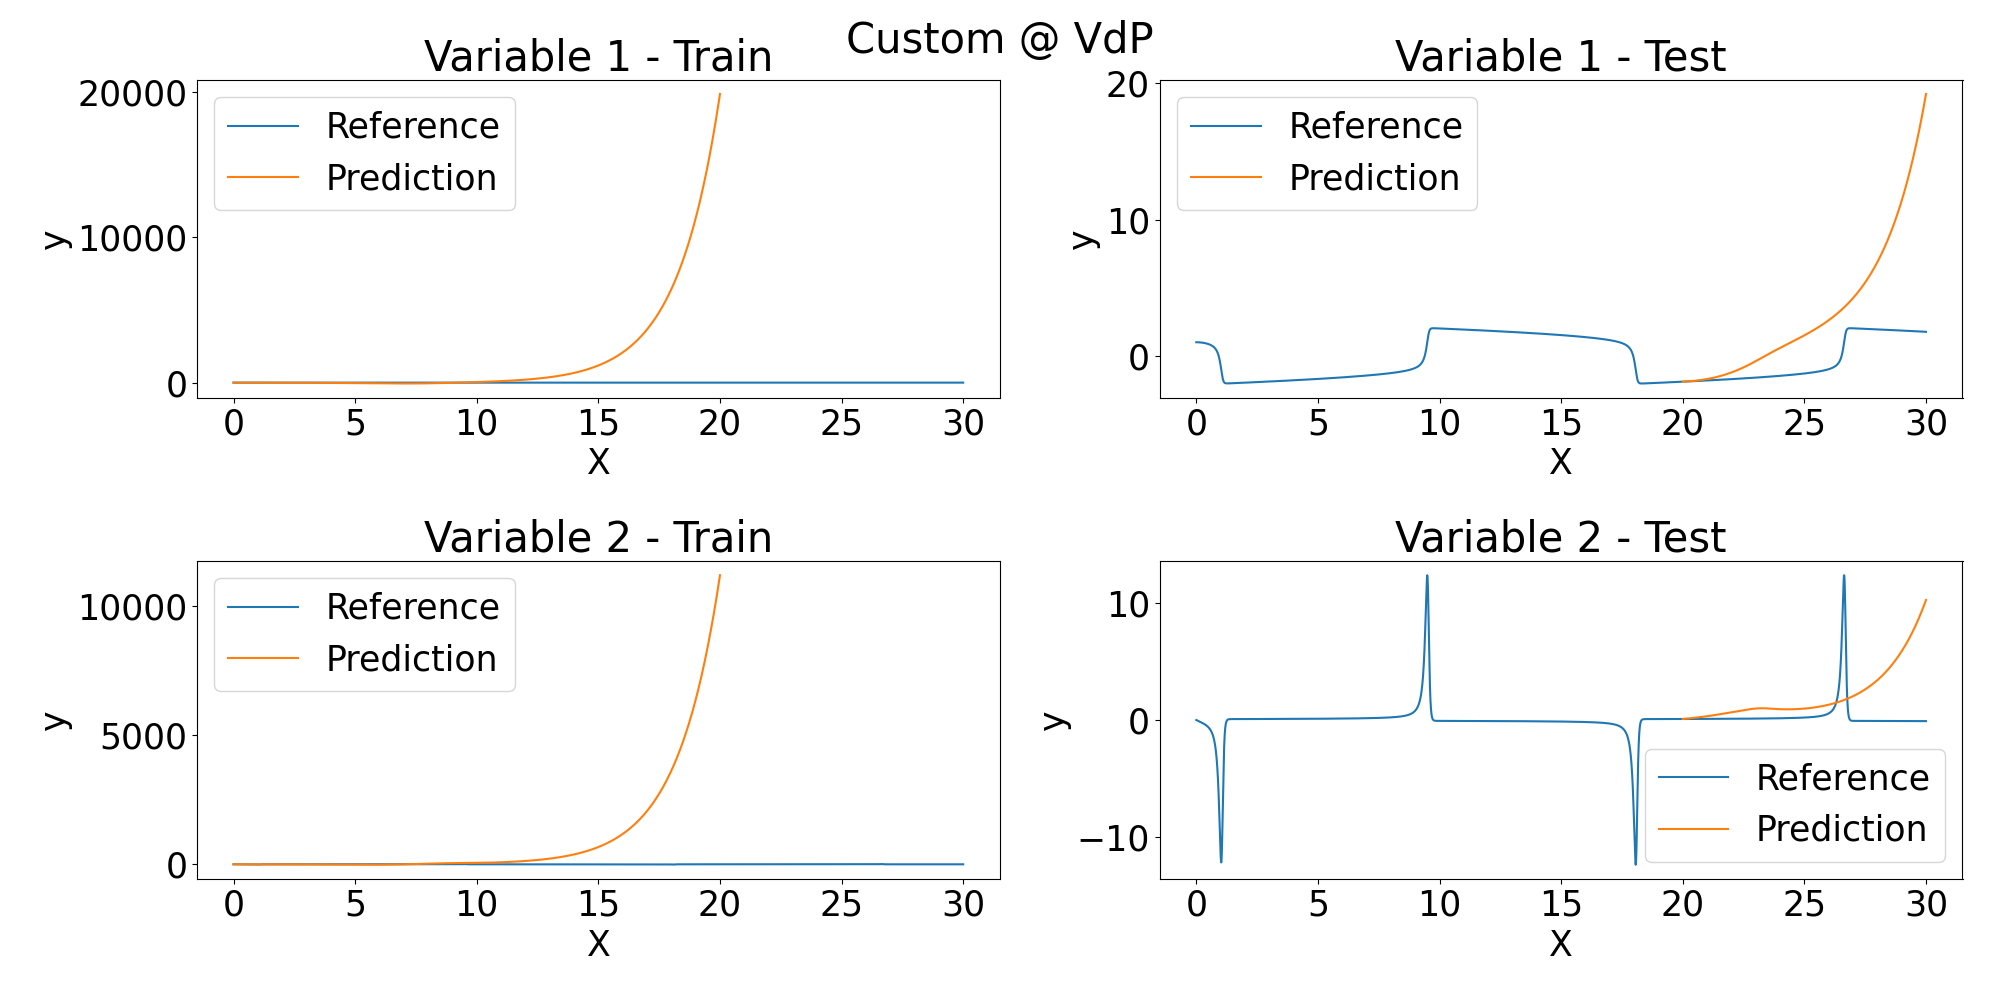 Custom @ VdP
Variable 1 - Train
20000
10000
0
y
Reference
Prediction
0 5 10 15 20 25 30
X
Variable 1 - Test
20
10
0
y
Reference
Prediction
0 5 10 15 20 25 30
X
Variable 2 - Train
10000
5000
0
y
Reference
Prediction
0 5 10 15 20 25 30
X
Variable 2 - Test
10
0
−10
y
Reference
Prediction
0 5 10 15 20 25 30
X